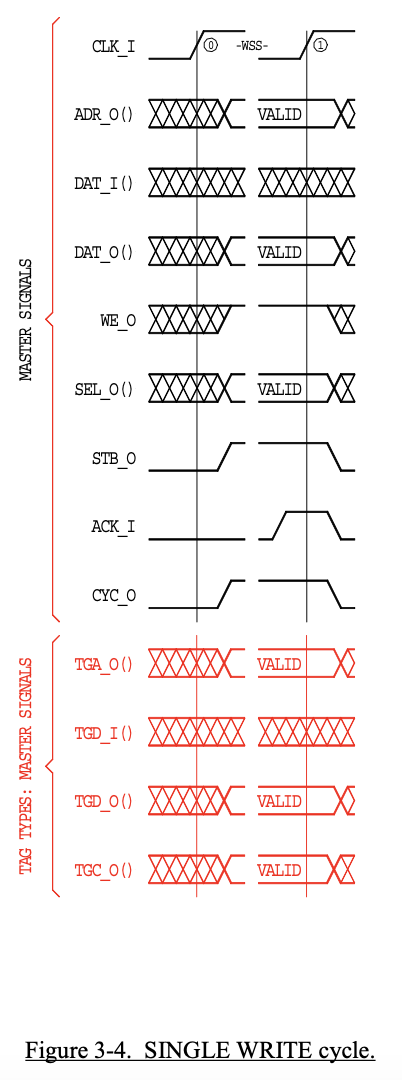 CLK_I ⓪ -WSS- ①
ADR_O() VALID
DAT_I()
DAT_O() VALID
WE_O
SEL_O() VALID
STB_O
ACK_I
CYC_O
MASTER SIGNALS
TGA_O() VALID
TGD_I()
TGD_O() VALID
TGC_O() VALID
TAG TYPES: MASTER SIGNALS
Figure 3-4. SINGLE WRITE cycle.